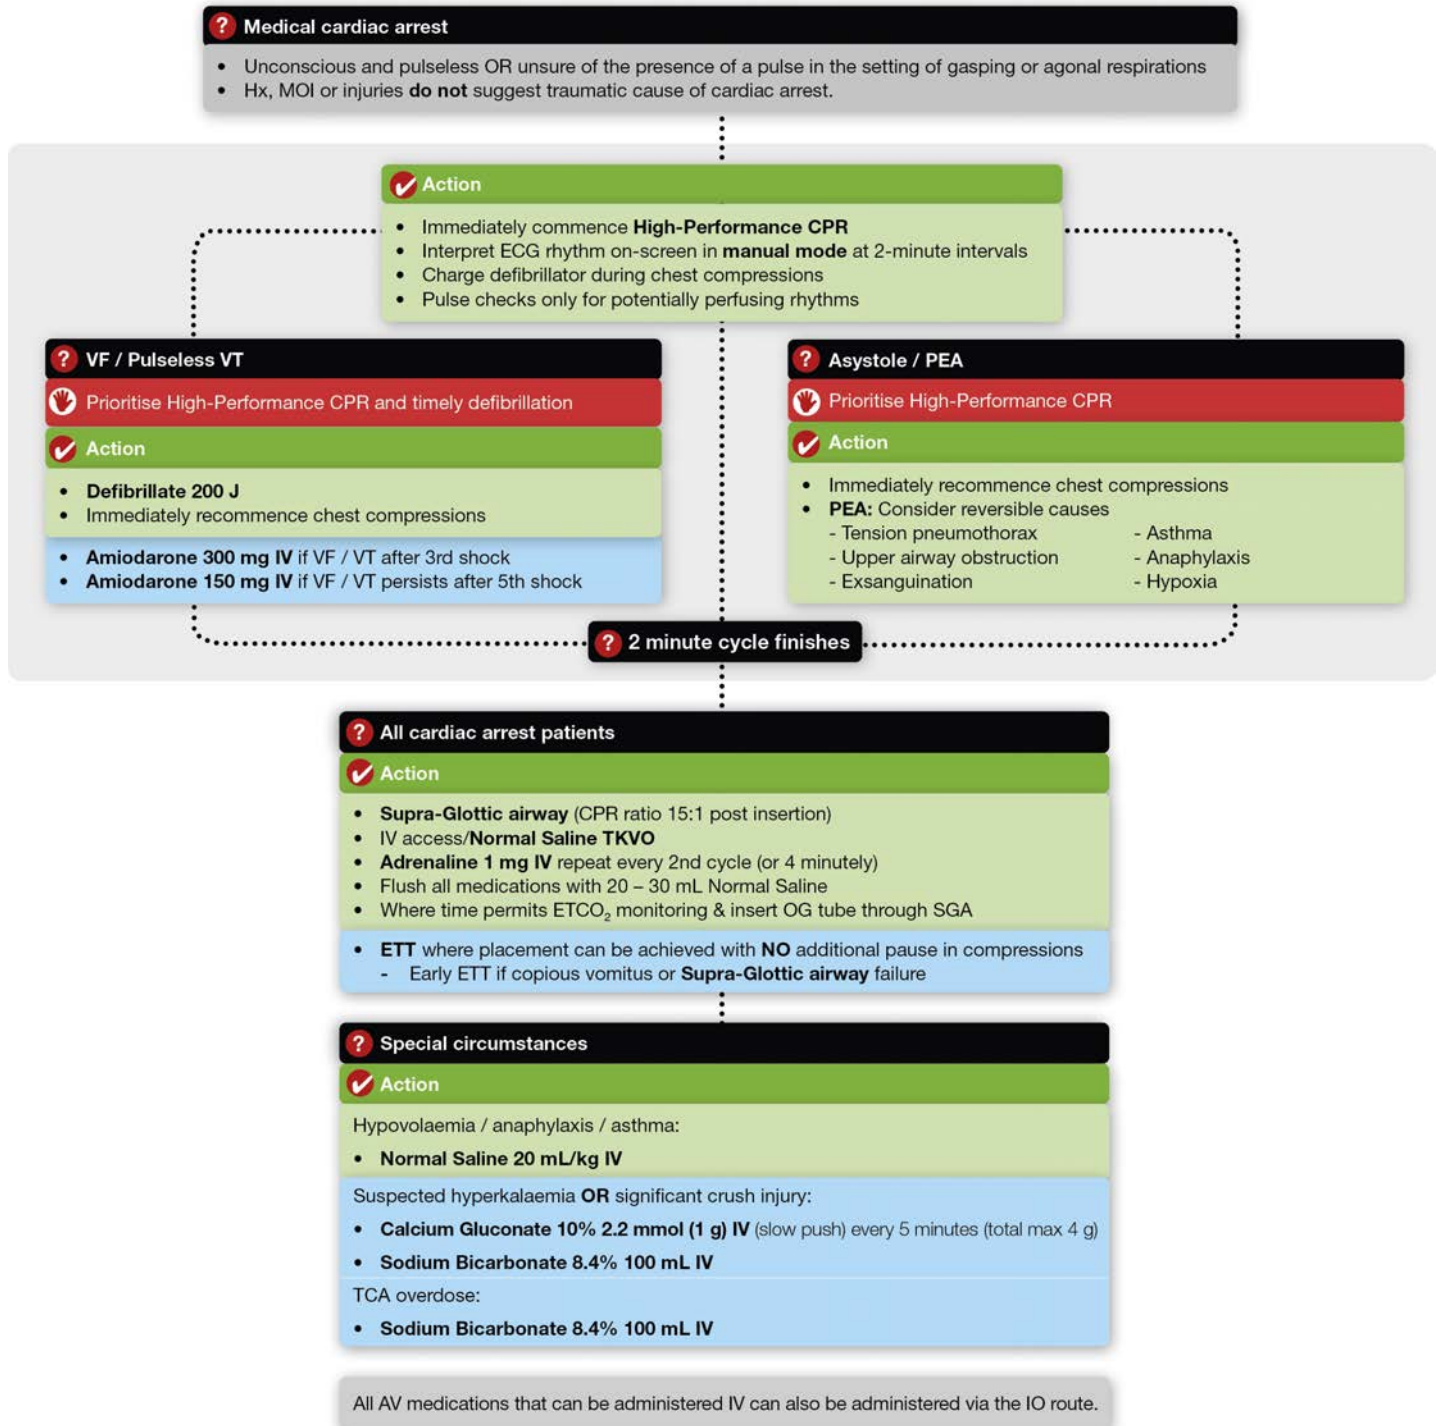 Medical cardiac arrest
• Unconscious and pulseless OR unsure of the presence of a pulse in the setting of gasping or agonal respirations
• Hx, MOI or injuries do not suggest traumatic cause of cardiac arrest.
Action
• Immediately commence High-Performance CPR
• Interpret ECG rhythm on-screen in manual mode at 2-minute intervals
• Charge defibrillator during chest compressions
• Pulse checks only for potentially perfusing rhythms
VF / Pulseless VT
Prioritise High-Performance CPR and timely defibrillation
Action
• Defibrillate 200 J
• Immediately recommence chest compressions
• Amiodarone 300 mg IV if VF / VT after 3rd shock
• Amiodarone 150 mg IV if VF / VT persists after 5th shock
Asystole / PEA
Prioritise High-Performance CPR
Action
• Immediately recommence chest compressions
• PEA: Consider reversible causes
- Tension pneumothorax - Asthma
- Upper airway obstruction - Anaphylaxis
- Exsanguination - Hypoxia
2 minute cycle finishes
All cardiac arrest patients
Action
• Supra-Glottic airway (CPR ratio 15:1 post insertion)
• IV access/Normal Saline TKVO
• Adrenaline 1 mg IV repeat every 2nd cycle (or 4 minutely)
• Flush all medications with 20 – 30 mL Normal Saline
• Where time permits ETCO₂ monitoring & insert OG tube through SGA
• ETT where placement can be achieved with NO additional pause in compressions
- Early ETT if copious vomitus or Supra-Glottic airway failure
Special circumstances
Action
Hypovolaemia / anaphylaxis / asthma:
• Normal Saline 20 mL/kg IV
Suspected hyperkalaemia OR significant crush injury:
• Calcium Gluconate 10% 2.2 mmol (1 g) IV (slow push) every 5 minutes (total max 4 g)
• Sodium Bicarbonate 8.4% 100 mL IV
TCA overdose:
• Sodium Bicarbonate 8.4% 100 mL IV
All AV medications that can be administered IV can also be administered via the IO route.